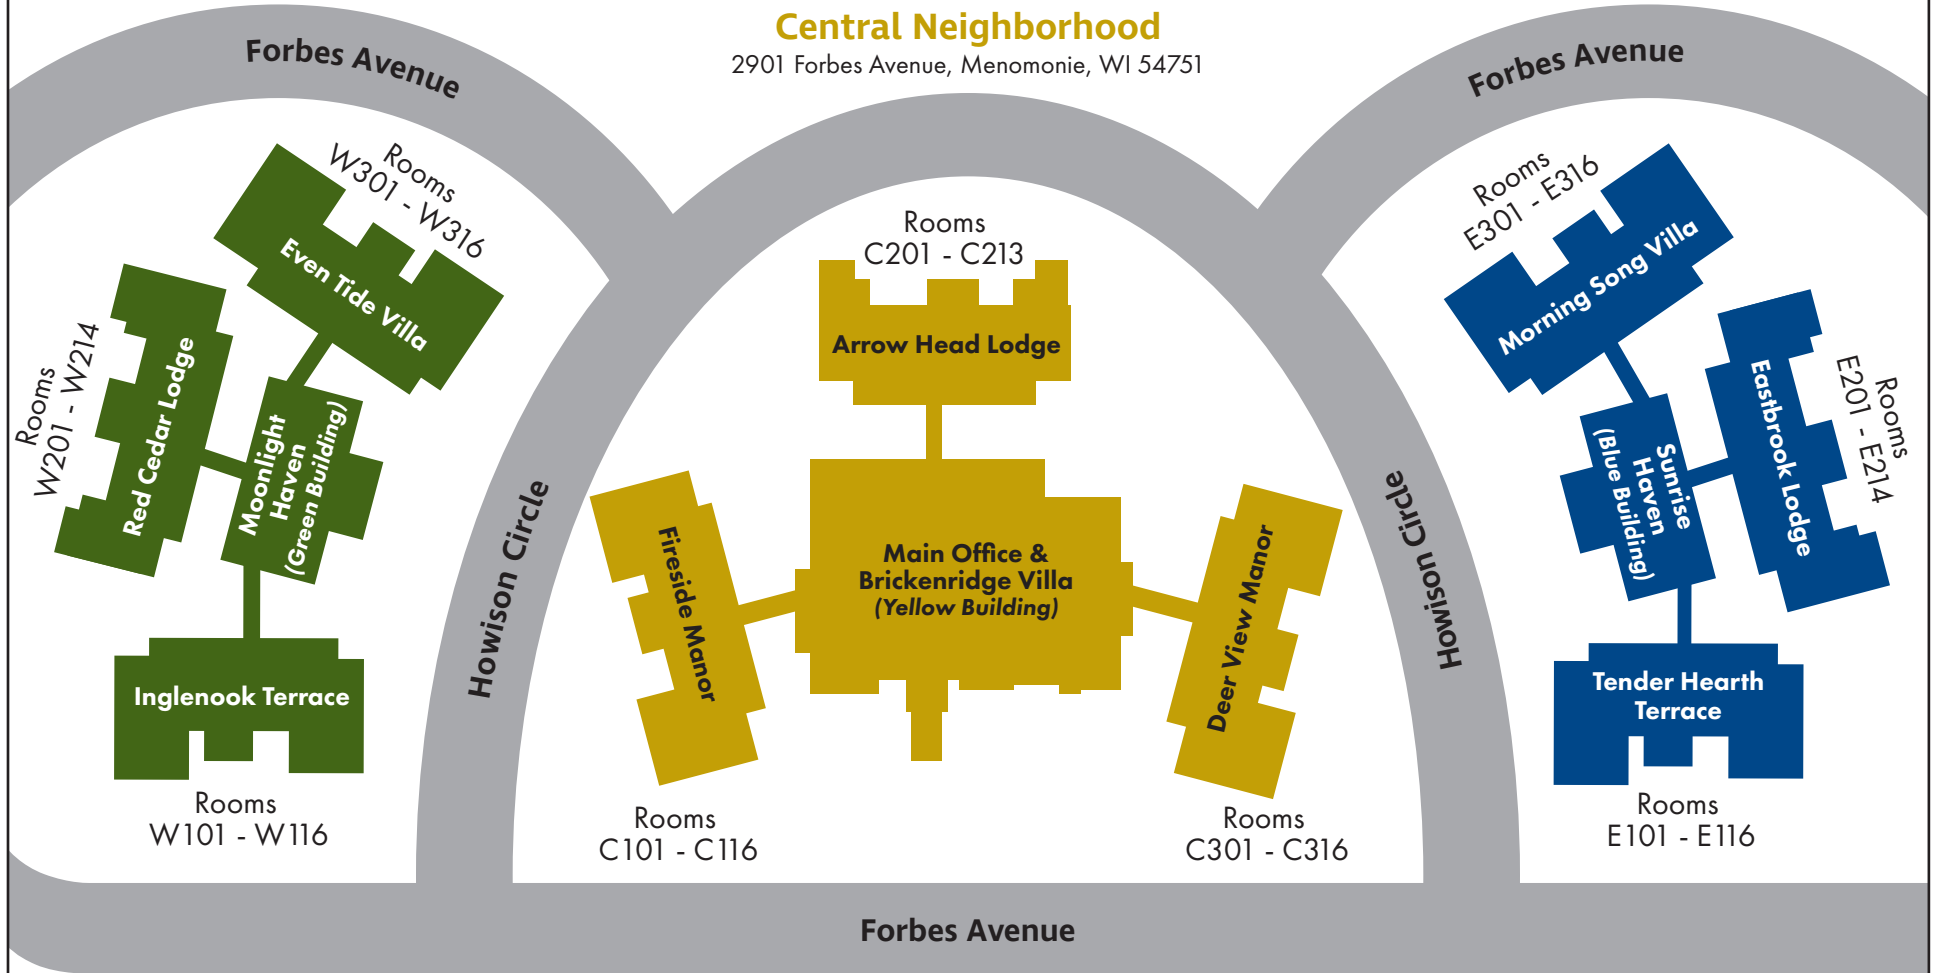 Central Neighborhood
2901 Forbes Avenue, Menomonie, WI 54751
Forbes Avenue
Forbes Avenue
Rooms
W301 - W316
Even Tide Villa
Rooms
W201 - W214
Red Cedar Lodge
Moonlight
Haven
(Green Building)
Inglenook Terrace
Rooms
W101 - W116
Howison Circle
Rooms
C201 - C213
Arrow Head Lodge
Fireside Manor
Main Office &
Brickenridge Villa
(Yellow Building)
Deer View Manor
Rooms
C101 - C116
Rooms
C301 - C316
Howison Circle
Rooms
E301 - E316
Morning Song Villa
Eastbrook Lodge
Rooms
E201 - E214
Sunrise
Haven
(Blue Building)
Tender Hearth
Terrace
Rooms
E101 - E116
Forbes Avenue